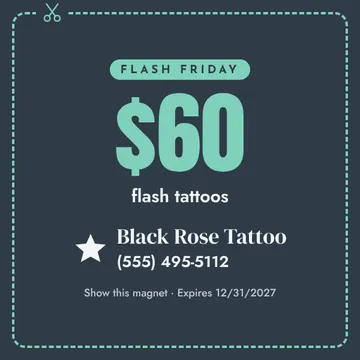 FLASH FRIDAY
$60
flash tattoos
Black Rose Tattoo
(555) 495-5112
Show this magnet · Expires 12/31/2027